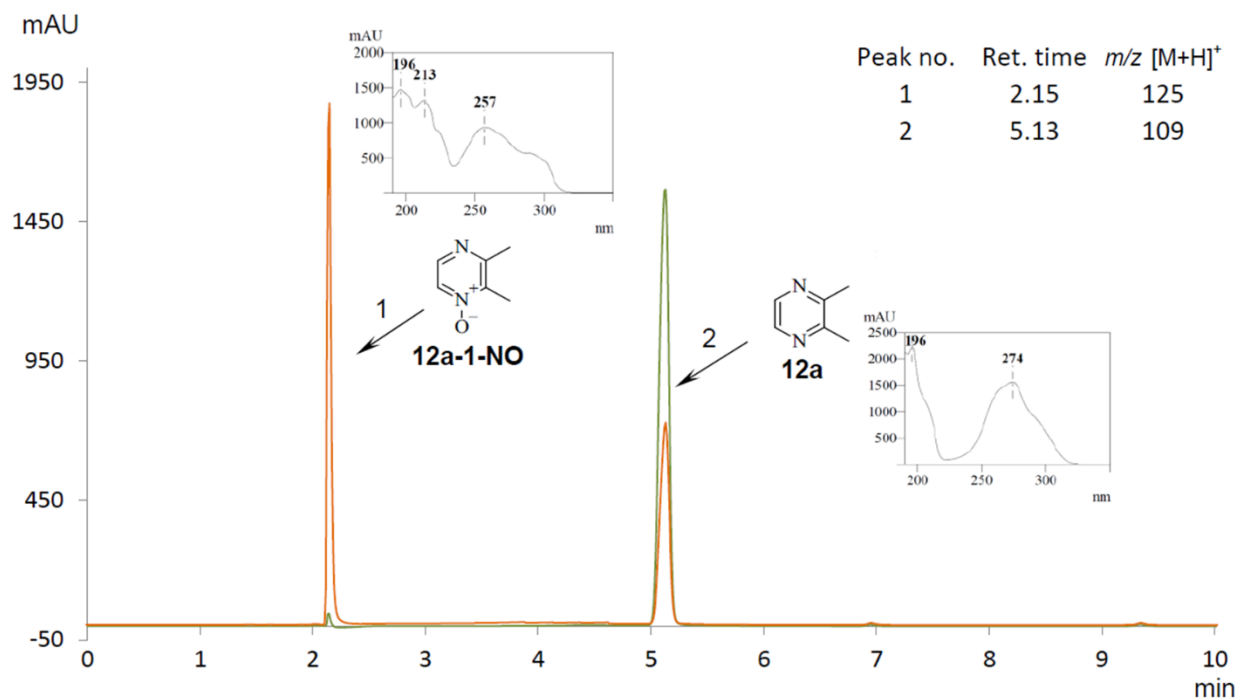 mAU
1950
1450
950
450
-50
0 1 2 3 4 5 6 7 8 9 10
min
mAU
2000
1500
1000
500
196
213
257
200 250 300
nm
Peak no. Ret. time m/z [M+H]+
1 2.15 125
2 5.13 109
1
N
N+
O−
12a-1-NO
2
N
N
12a
mAU
2500
2000
1500
1000
500
196
274
200 250 300
nm